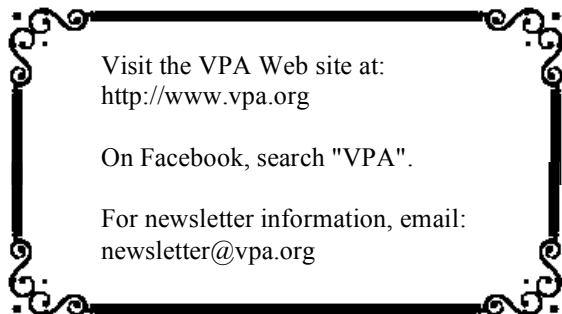 Visit the VPA Web site at:
http://www.vpa.org
On Facebook, search "VPA".
For newsletter information, email:
newsletter@vpa.org